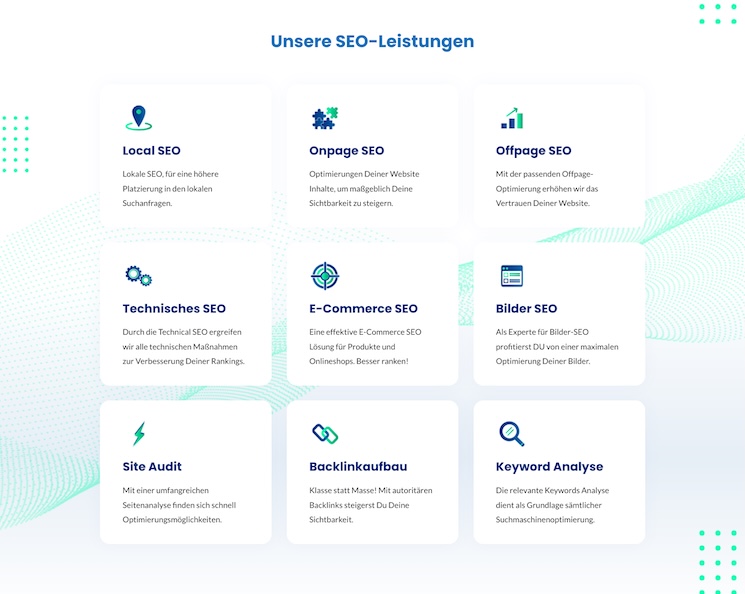 Unsere SEO-Leistungen
Local SEO
Lokale SEO, für eine höhere
Platzierung in den lokalen
Suchanfragen.
Onpage SEO
Optimierungen Deiner Website
Inhalte, um maßgeblich Deine
Sichtbarkeit zu steigern.
Offpage SEO
Mit der passenden Offpage-
Optimierung erhöhen wir das
Vertrauen Deiner Website.
Technisches SEO
Durch die Technical SEO ergreifen
wir alle technischen Maßnahmen
zur Verbesserung Deiner Rankings.
E-Commerce SEO
Eine effektive E-Commerce SEO
Lösung für Produkte und
Onlineshops. Besser ranken!
Bilder SEO
Als Experte für Bilder-SEO
profitierst DU von einer maximalen
Optimierung Deiner Bilder.
Site Audit
Mit einer umfangreichen
Seitenanalyse finden sich schnell
Optimierungsmöglichkeiten.
Backlinkaufbau
Klasse statt Masse! Mit autoritären
Backlinks steigerst Du Deine
Sichtbarkeit.
Keyword Analyse
Die relevante Keywords Analyse
dient als Grundlage sämtlicher
Suchmaschinenoptimierung.